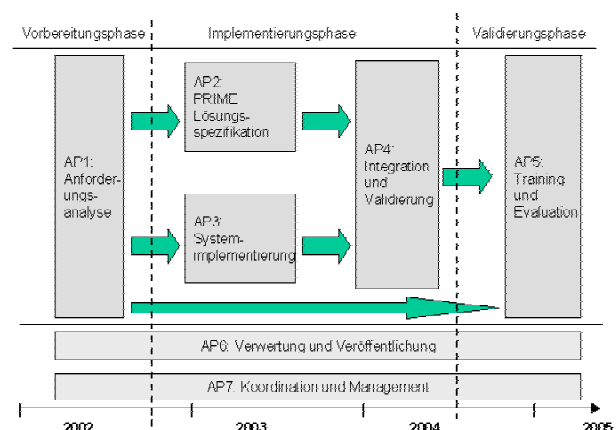 Vorbereitungsphase
Implementierungsphase
Validierungsphase
AP1:
Anforder-
ungs-
analyse
AP2:
PRIME
Lösungs-
spezifikation
AP3:
System-
implementierung
AP4:
Integration
und
Validierung
AP5:
Training
und
Evaluation
AP6: Verwertung und Veröffentlichung
AP7: Koordination und Management
2002
2003
2004
2005